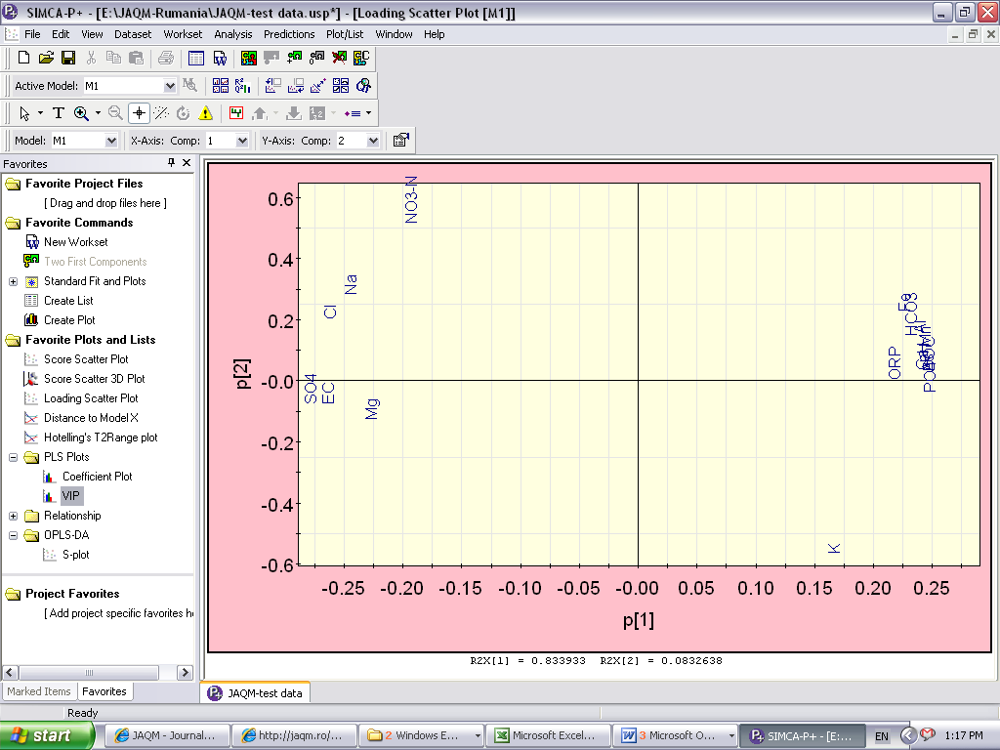 SIMCA-P+ - [E:\JAQM-Rumania\JAQM-test data.usp*] - [Loading Scatter Plot [M1]]
File Edit View Dataset Workset Analysis Predictions Plot/List Window Help
Active Model: M1
Model: M1 X-Axis: Comp: 1 Y-Axis: Comp: 2
Favorites
Favorite Project Files
[ Drag and drop files here ]
Favorite Commands
New Workset
Two First Components
Standard Fit and Plots
Create List
Create Plot
Favorite Plots and Lists
Score Scatter Plot
Score Scatter 3D Plot
Loading Scatter Plot
Distance to Model X
Hotelling's T2Range plot
PLS Plots
Coefficient Plot
VIP
Relationship
OPLS-DA
S-plot
Project Favorites
[ Add project specific favorites h
Marked Items Favorites
p[2]
0.6
0.4
0.2
-0.0
-0.2
-0.4
-0.6
NO3-N
Na
Cl
SO4
EC
Mg
ORP
Fe
HCO3
Al
Mn
K
-0.25 -0.20 -0.15 -0.10 -0.05 -0.00 0.05 0.10 0.15 0.20 0.25
p[1]
R2X[1] = 0.833933 R2X[2] = 0.0832638
JAQM-test data
Ready
start JAQM - Journal... http://jaqm.ro/... 2 Windows E... Microsoft Excel... 3 Microsoft O... SIMCA-P+ - [E:... EN 1:17 PM